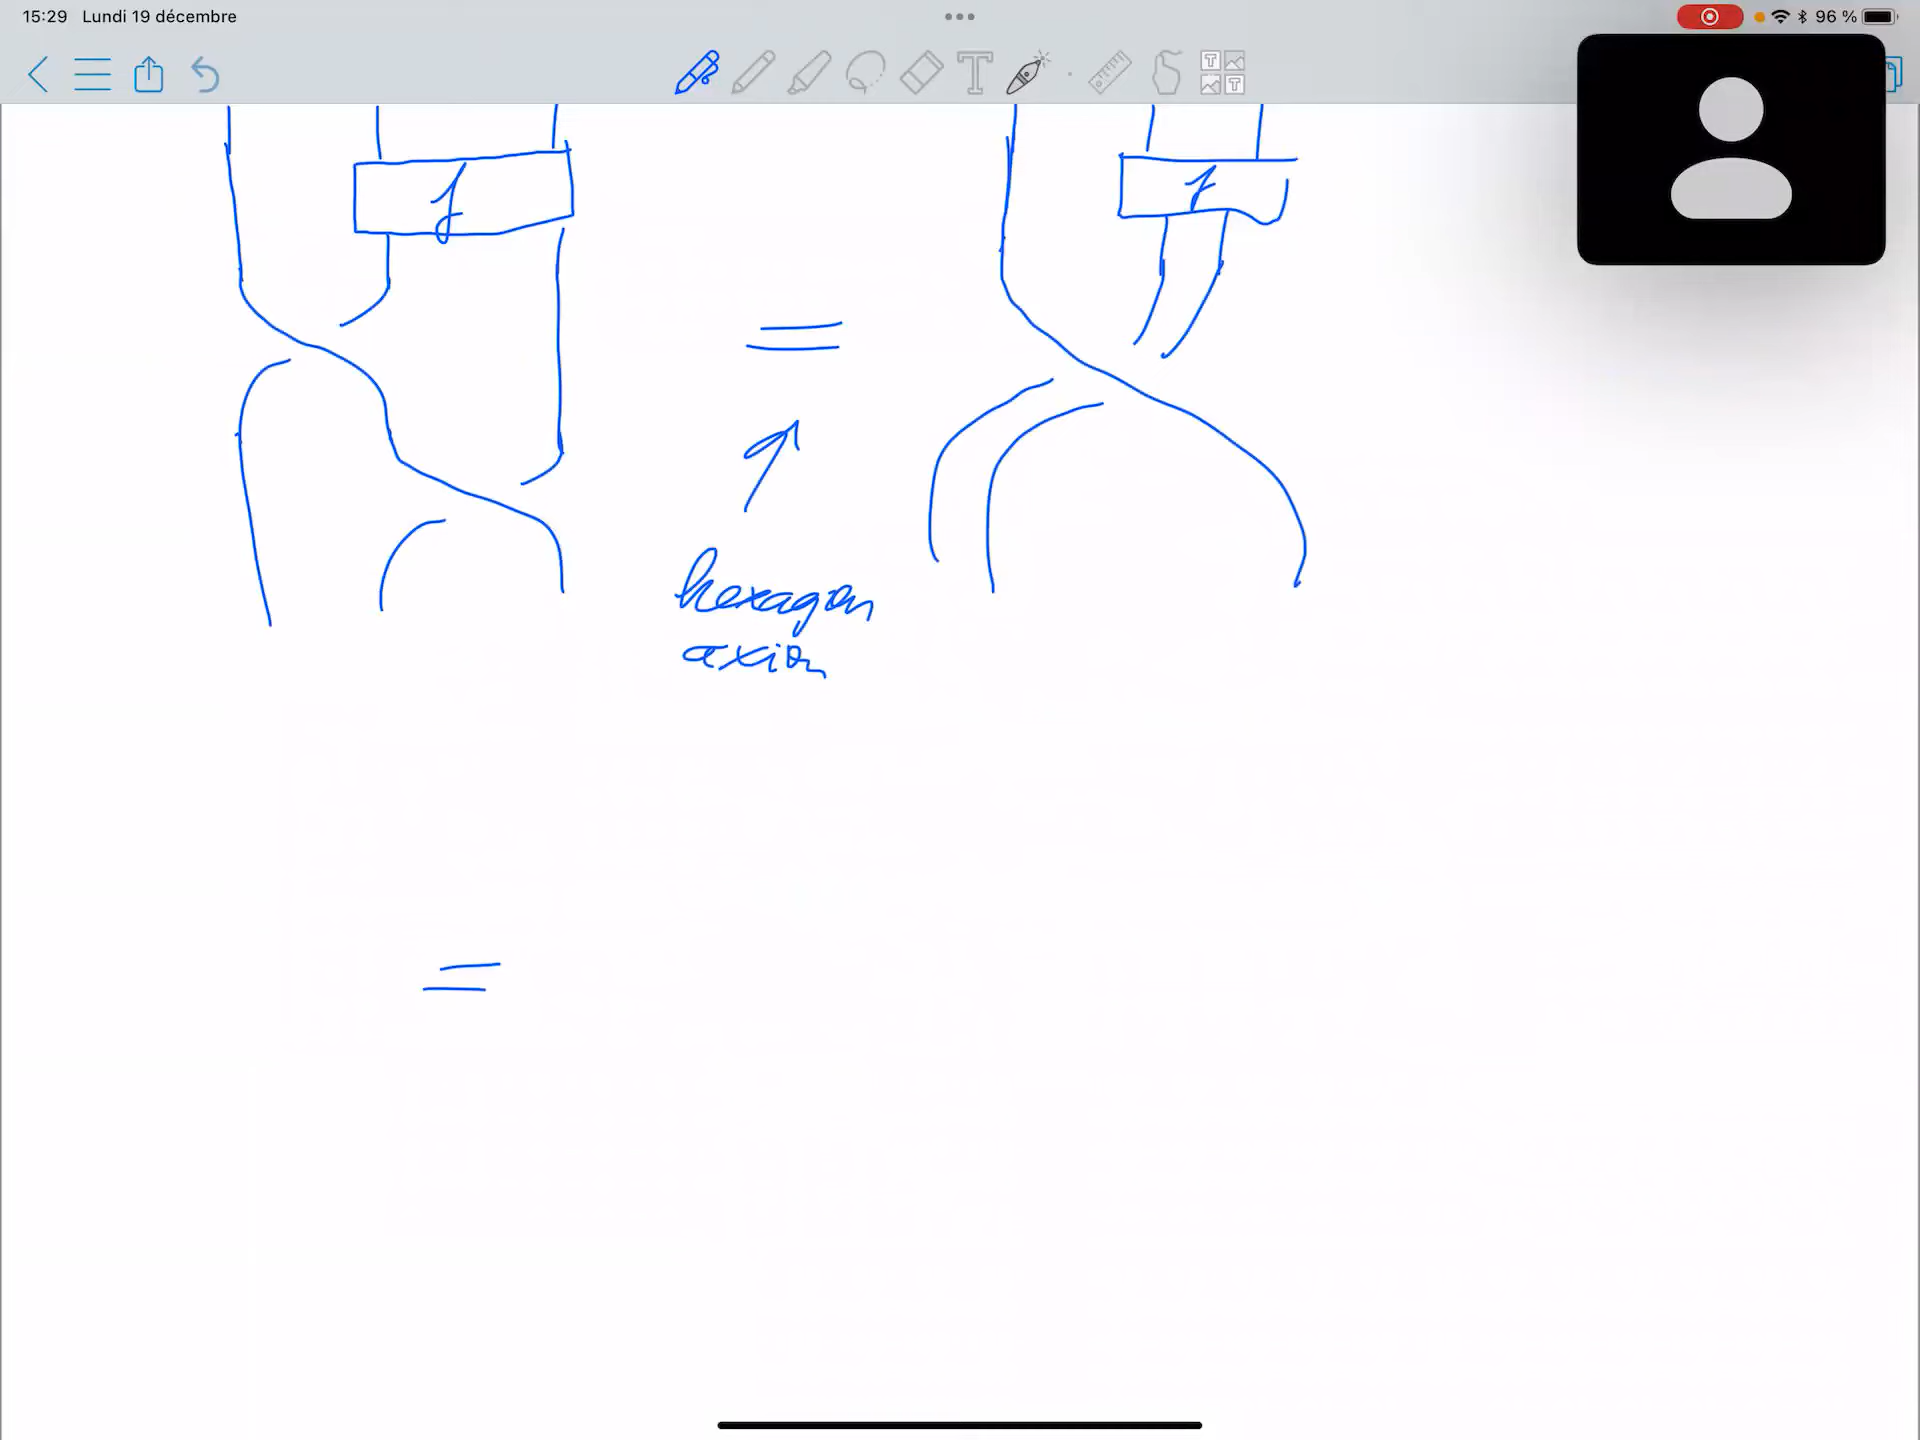 15:29 Lundi 19 décembre
96 %
f
=
f
hexagon
axiom
=